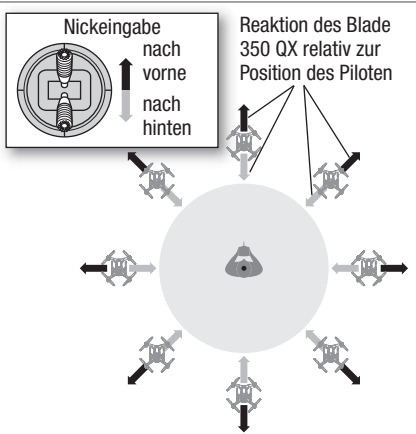 Nickeingabe
nach
vorne
nach
hinten
Reaktion des Blade
350 QX relativ zur
Position des Piloten